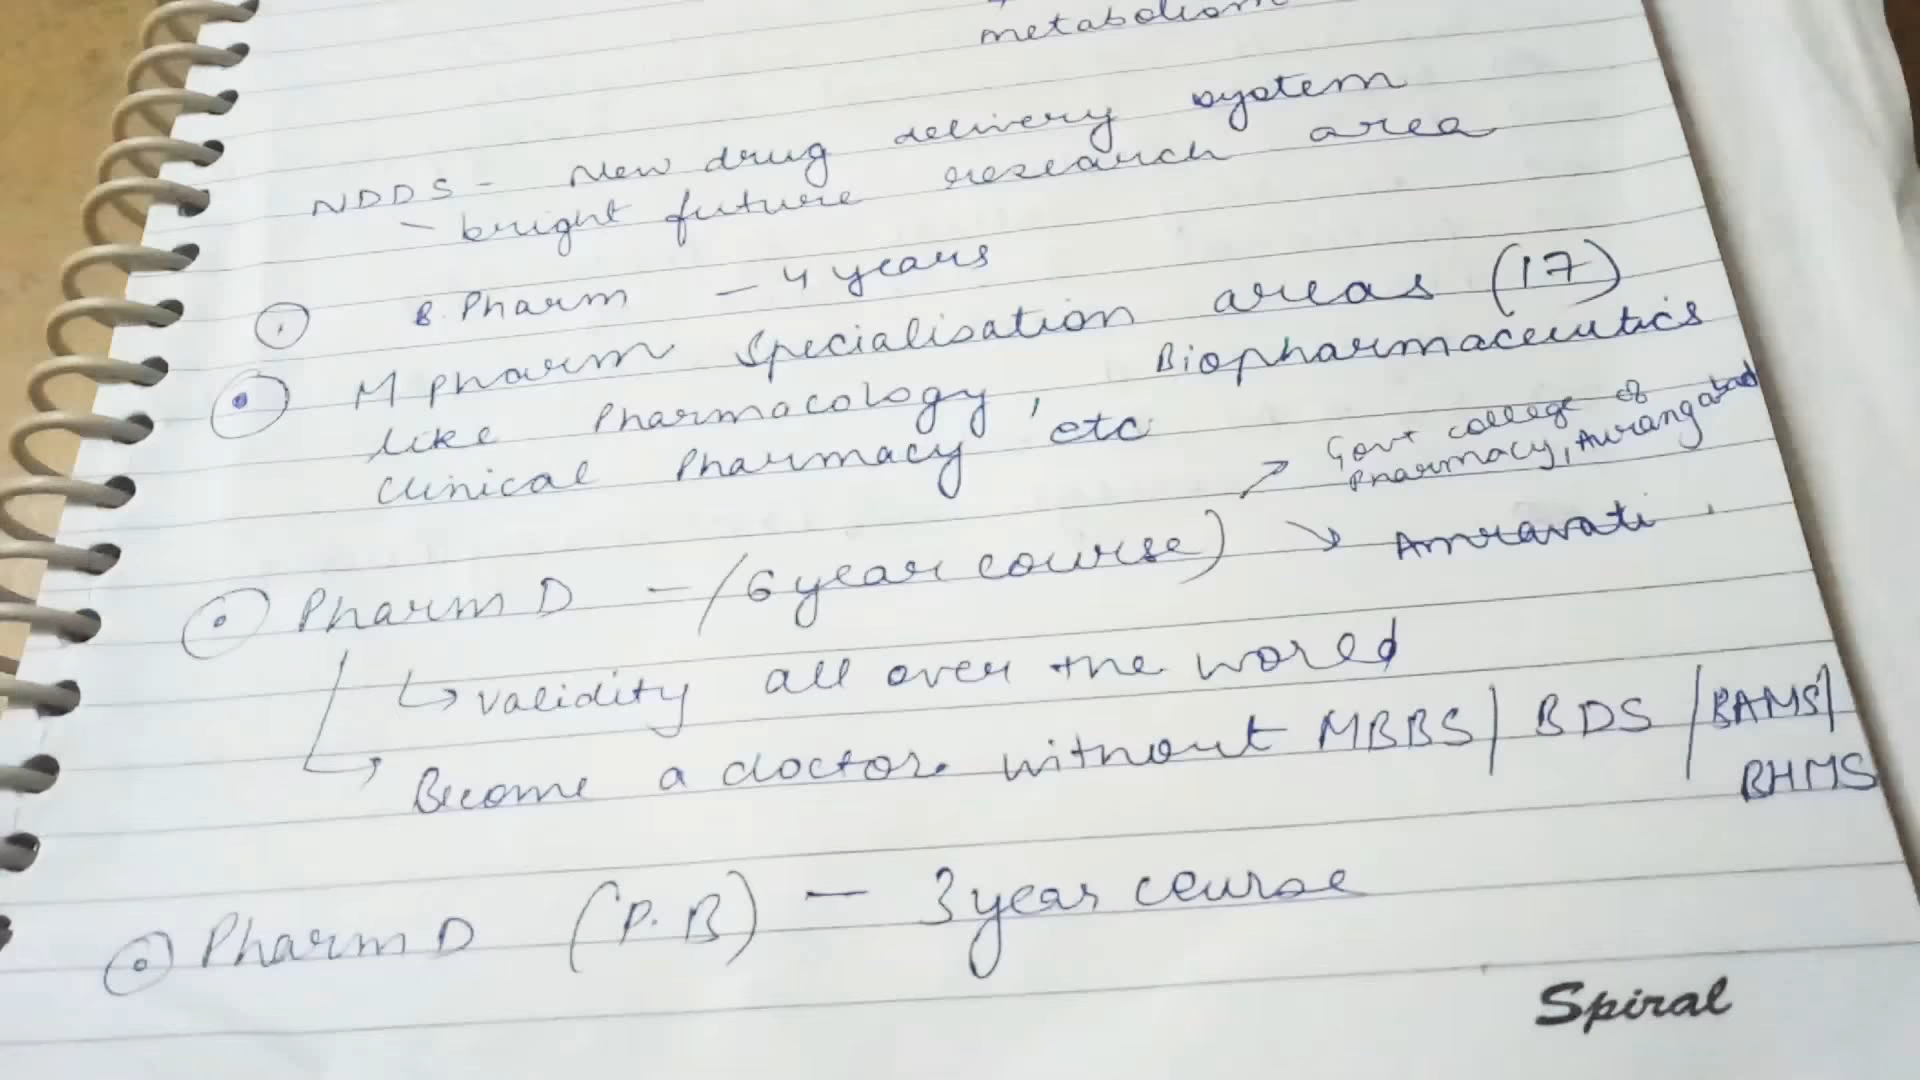 metabolism
NDDS - New drug delivery system
- bright future research area
B. Pharm - 4 years
M pharm specialisation areas (17)
like Pharmacology, Biopharmaceutics
clinical Pharmacy etc
Govt college of
Pharmacy, Aurangabad
Pharm D - (6 year course)
Amravati
validity all over the world
Become a doctor without MBBS / BDS / BAMS /
BHMS
Pharm D (P.B) - 3 year course
Spiral